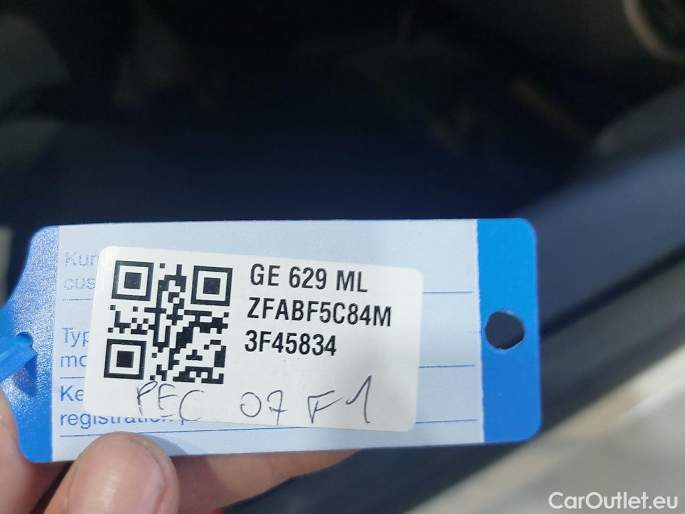 Kun
cus
GE 629 ML
ZFABF5C84M
3F45834
Typ
mo
Ke
registration p
PEC 07 F1
CarOutlet.eu